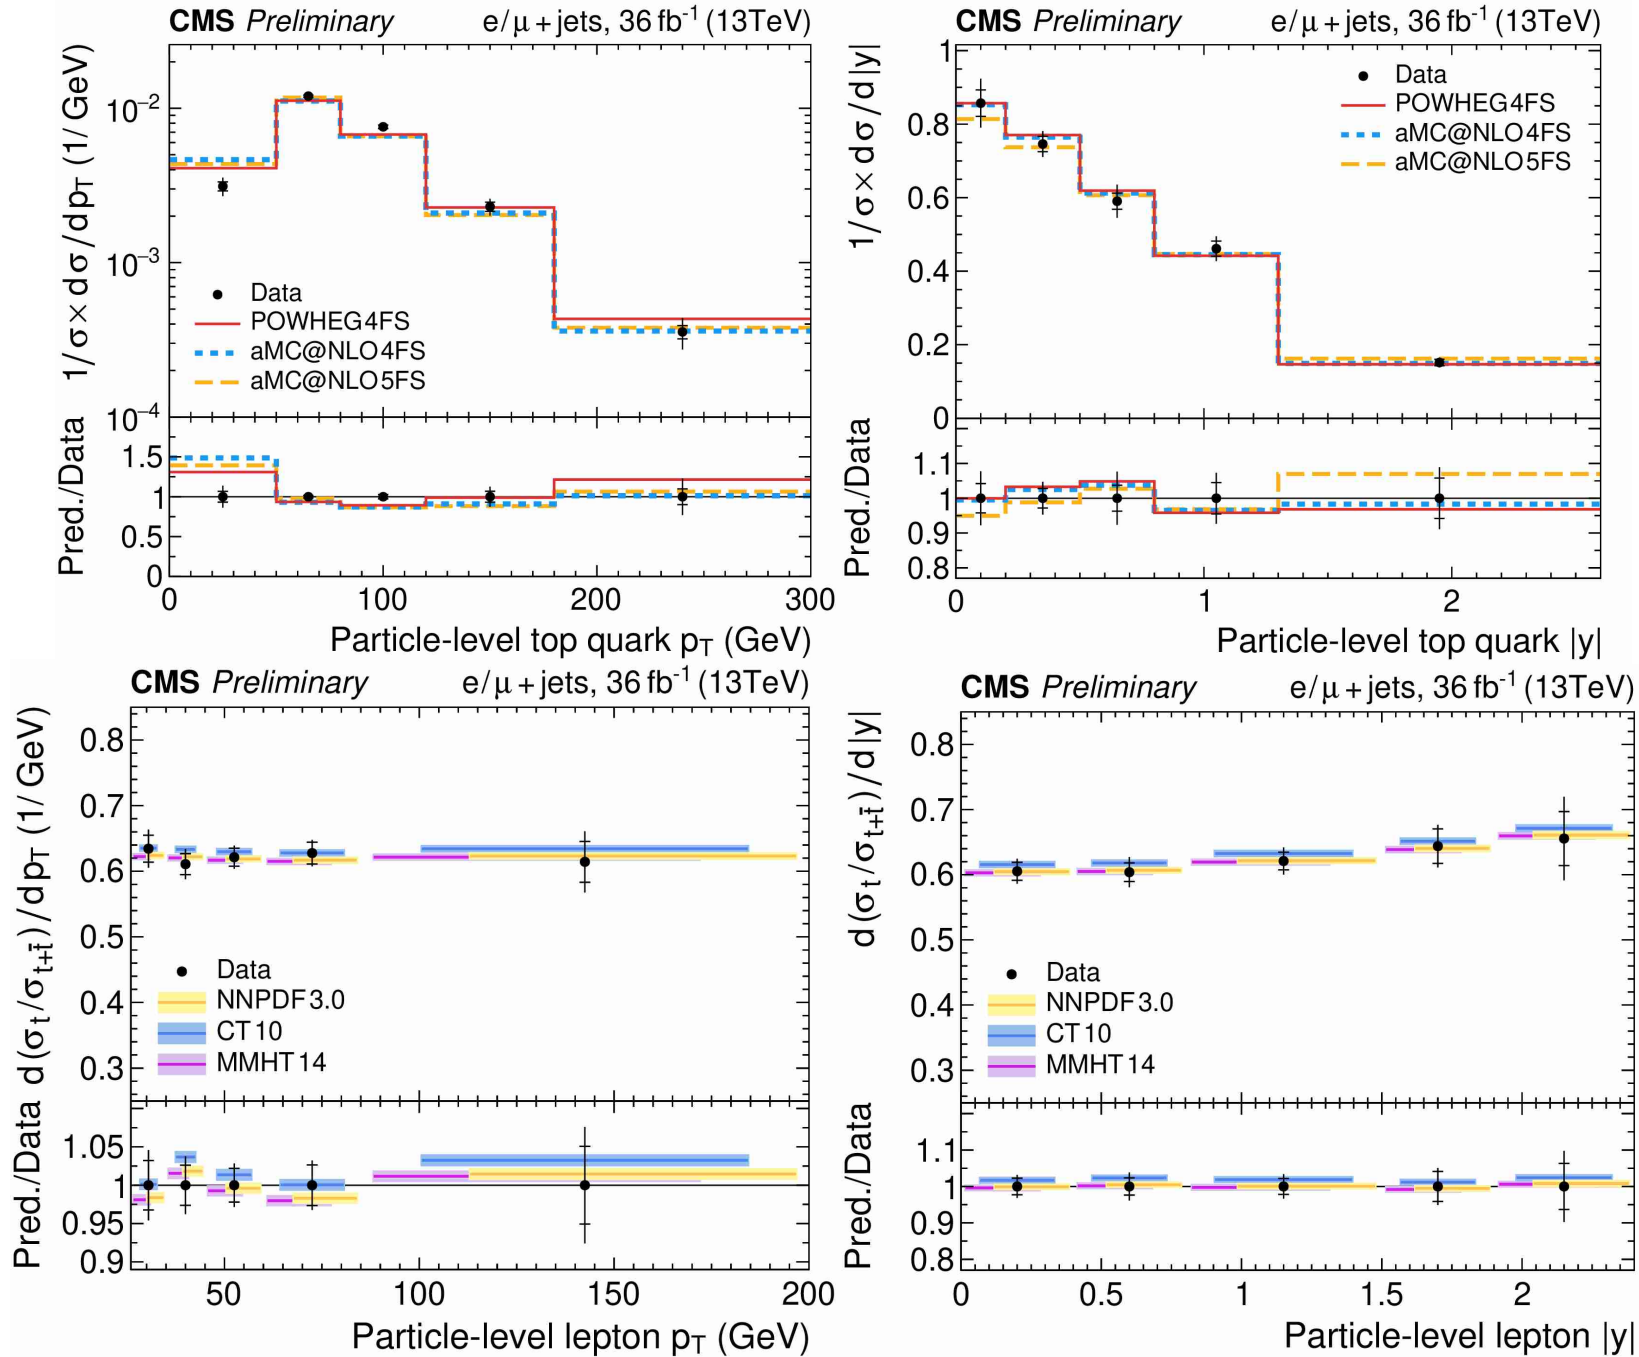 CMS Preliminary e/μ + jets, 36 fb-1 (13TeV)
1/σ× dσ/dpT (1/GeV)
10−2
10−3
10−4
Data
POWHEG4FS
aMC@NLO4FS
aMC@NLO5FS
Pred./Data
1.5
1
0.5
0
0 100 200 300
Particle-level top quark pT (GeV)
CMS Preliminary e/μ + jets, 36 fb-1 (13TeV)
1/σ× dσ/d|y|
1
0.8
0.6
0.4
0.2
0
Data
POWHEG4FS
aMC@NLO4FS
aMC@NLO5FS
Pred./Data
1.1
1
0.9
0.8
0 1 2
Particle-level top quark |y|
CMS Preliminary e/μ + jets, 36 fb-1 (13TeV)
d(σt/σt+t̄)/dpT (1/GeV)
0.8
0.7
0.6
0.5
0.4
0.3
Data
NNPDF3.0
CT10
MMHT14
Pred./Data
1.05
1
0.95
0.9
50 100 150 200
Particle-level lepton pT (GeV)
CMS Preliminary e/μ + jets, 36 fb-1 (13TeV)
d(σt/σt+t̄)/d|y|
0.8
0.7
0.6
0.5
0.4
0.3
Data
NNPDF3.0
CT10
MMHT14
Pred./Data
1.1
1
0.9
0.8
0 0.5 1 1.5 2
Particle-level lepton |y|